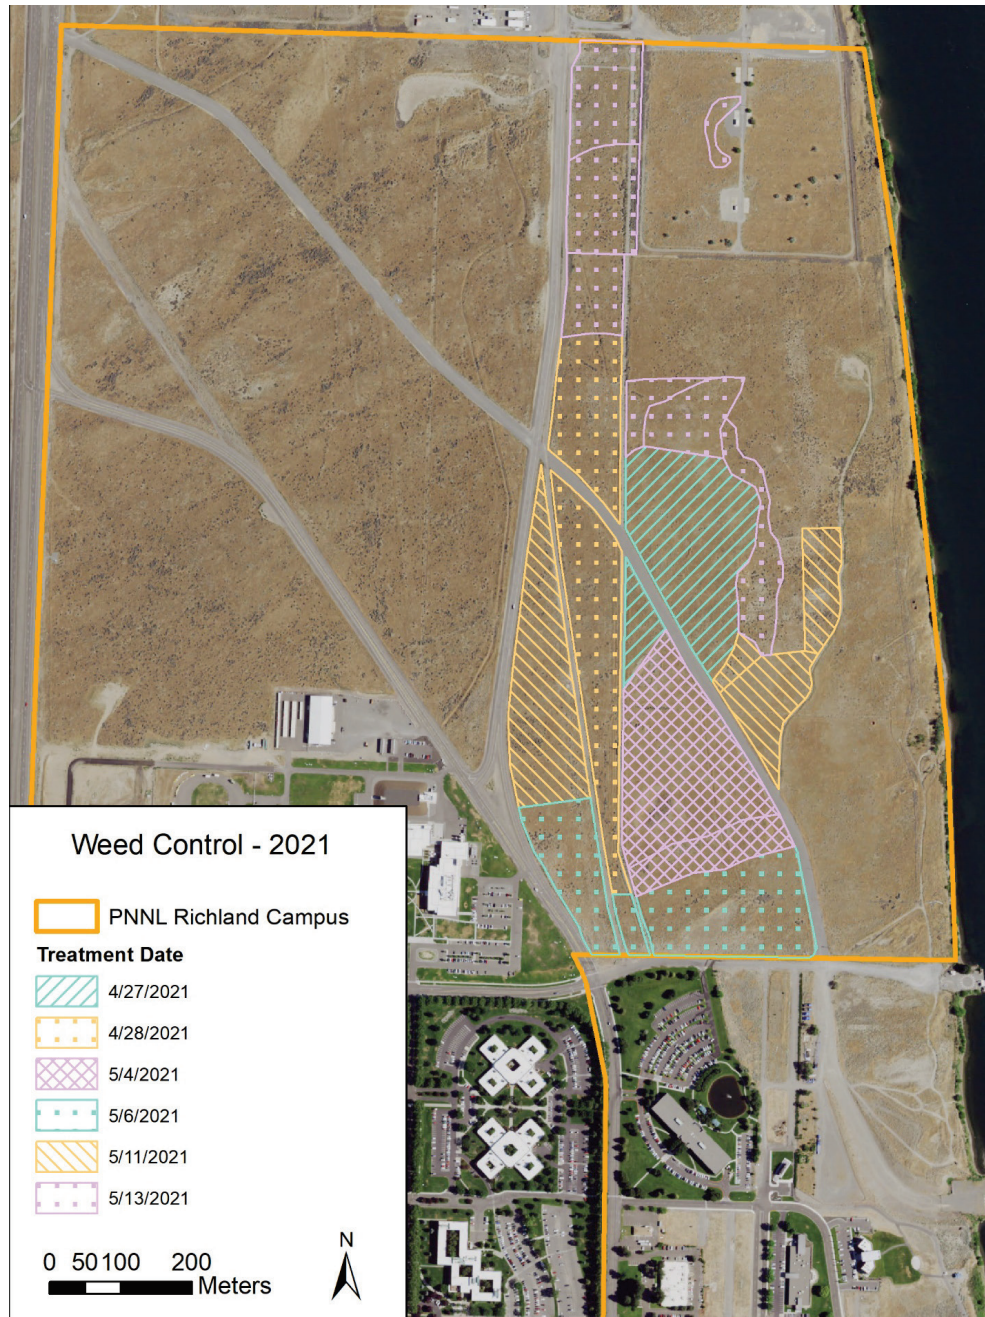 Weed Control - 2021
PNNL Richland Campus
Treatment Date
4/27/2021
4/28/2021
5/4/2021
5/6/2021
5/11/2021
5/13/2021
N
0 50 100 200
Meters